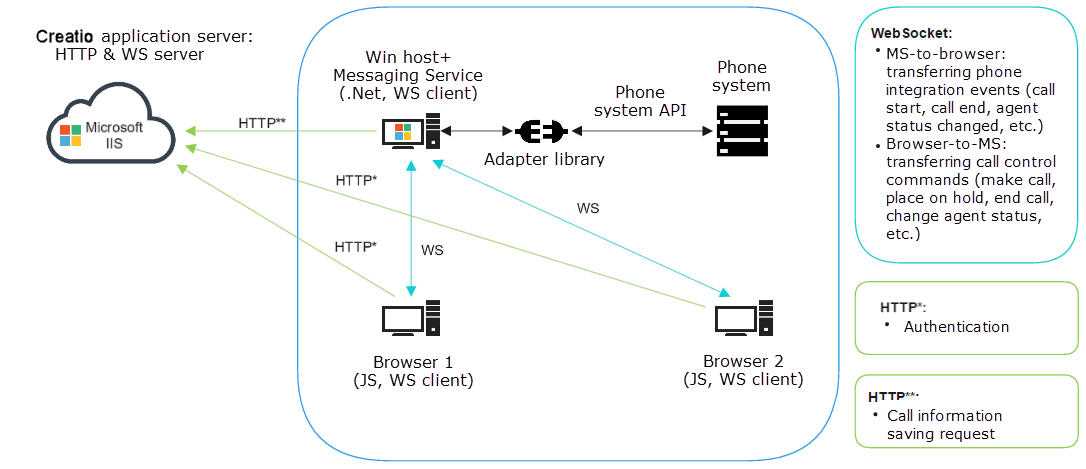 Creatio application server:
HTTP & WS server
Microsoft
IIS
Win host+
Messaging Service
(.Net, WS client)
Phone
system API
Phone
system
Adapter library
HTTP**
HTTP*
HTTP*
WS
WS
Browser 1
(JS, WS client)
Browser 2
(JS, WS client)
WebSocket:
• MS-to-browser:
transferring phone
integration events (call
start, call end, agent
status changed, etc.)
• Browser-to-MS:
transferring call control
commands (make call,
place on hold, end call,
change agent status,
etc.)
HTTP*:
• Authentication
HTTP**:
• Call information
saving request